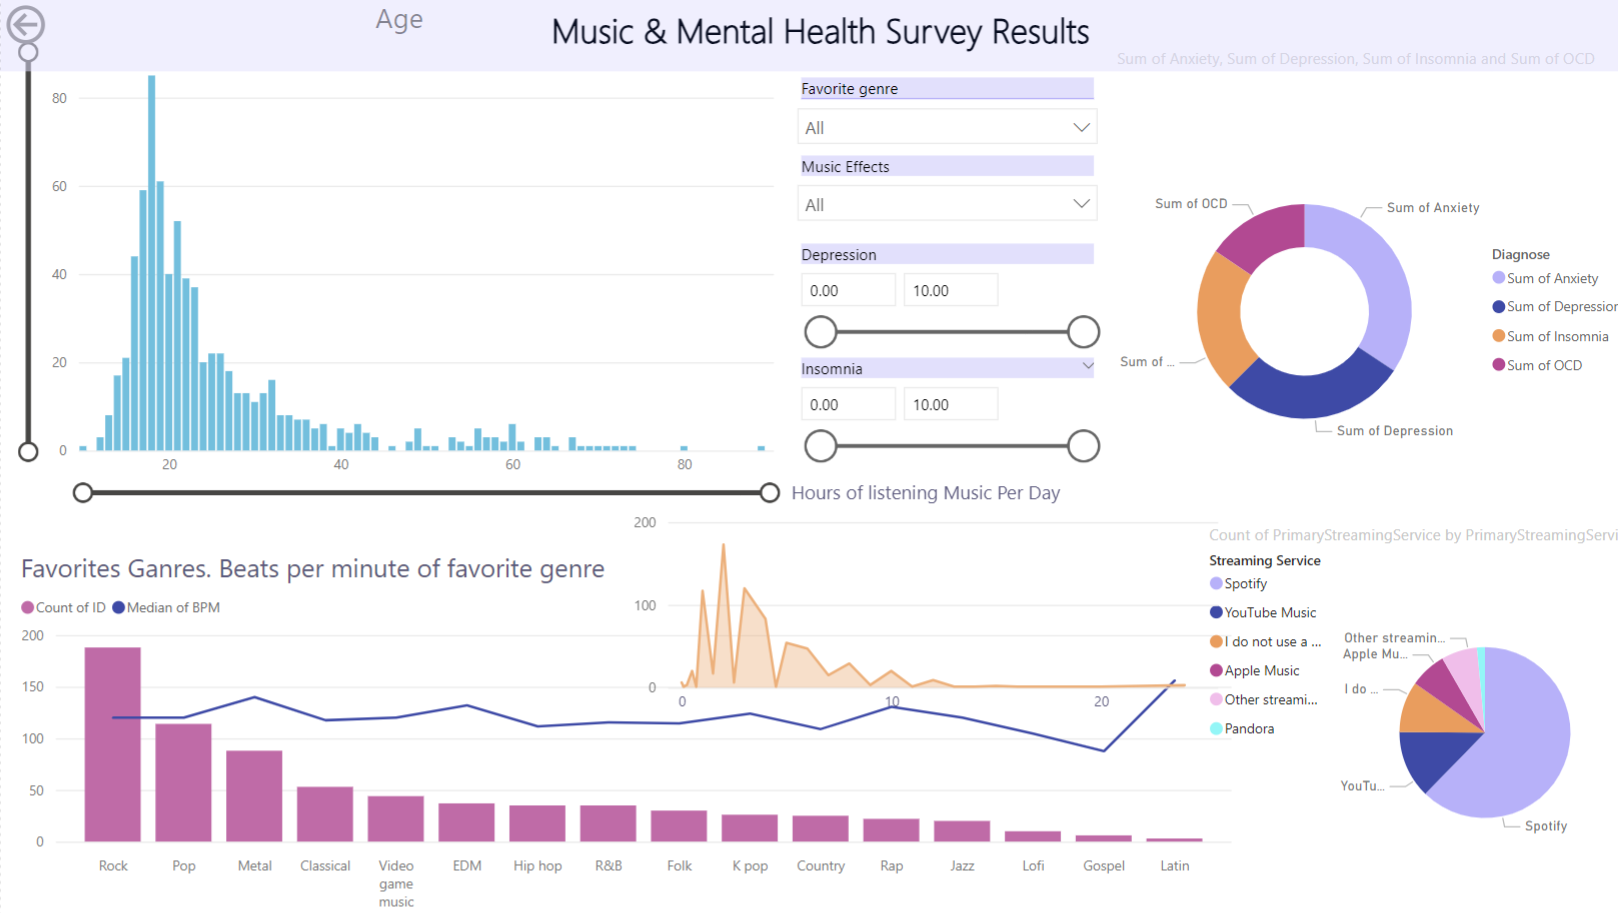 Age
Music & Mental Health Survey Results
Sum of Anxiety, Sum of Depression, Sum of Insomnia and Sum of OCD
80
60
40
20
0
20
40
60
80
Favorite genre
All
Music Effects
All
Depression
0.00
10.00
Insomnia
0.00
10.00
Sum of OCD
Sum of Anxiety
Sum of ...
Sum of Depression
Diagnose
Sum of Anxiety
Sum of Depression
Sum of Insomnia
Sum of OCD
Hours of listening Music Per Day
200
100
0
0
10
20
Favorites Ganres. Beats per minute of favorite genre
Count of ID
Median of BPM
200
150
100
50
0
Rock
Pop
Metal
Classical
Video
game
music
EDM
Hip hop
R&B
Folk
K pop
Country
Rap
Jazz
Lofi
Gospel
Latin
Count of PrimaryStreamingService by PrimaryStreamingServi
Streaming Service
Spotify
YouTube Music
I do not use a ...
Apple Music
Other streami...
Pandora
Other streamin...
Apple Mu...
I do ...
YouTu...
Spotify